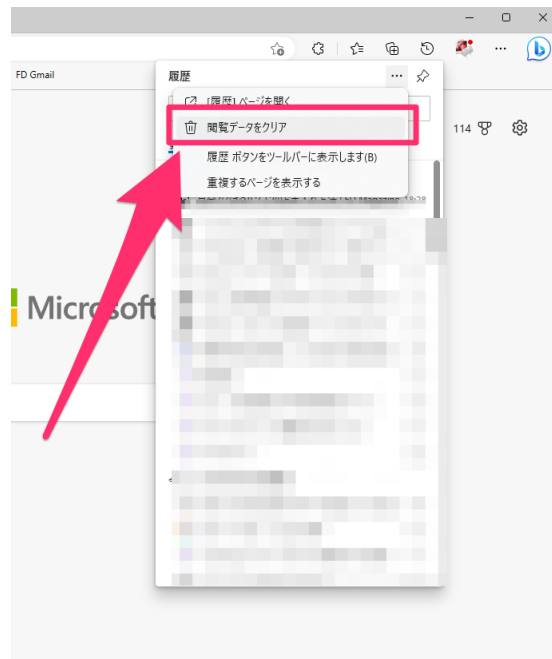 FD Gmail
履歴
[履歴] ページを開く
閲覧データをクリア
114
履歴 ボタンをツールバーに表示します(B)
重複するページを表示する
18:28
Microsoft